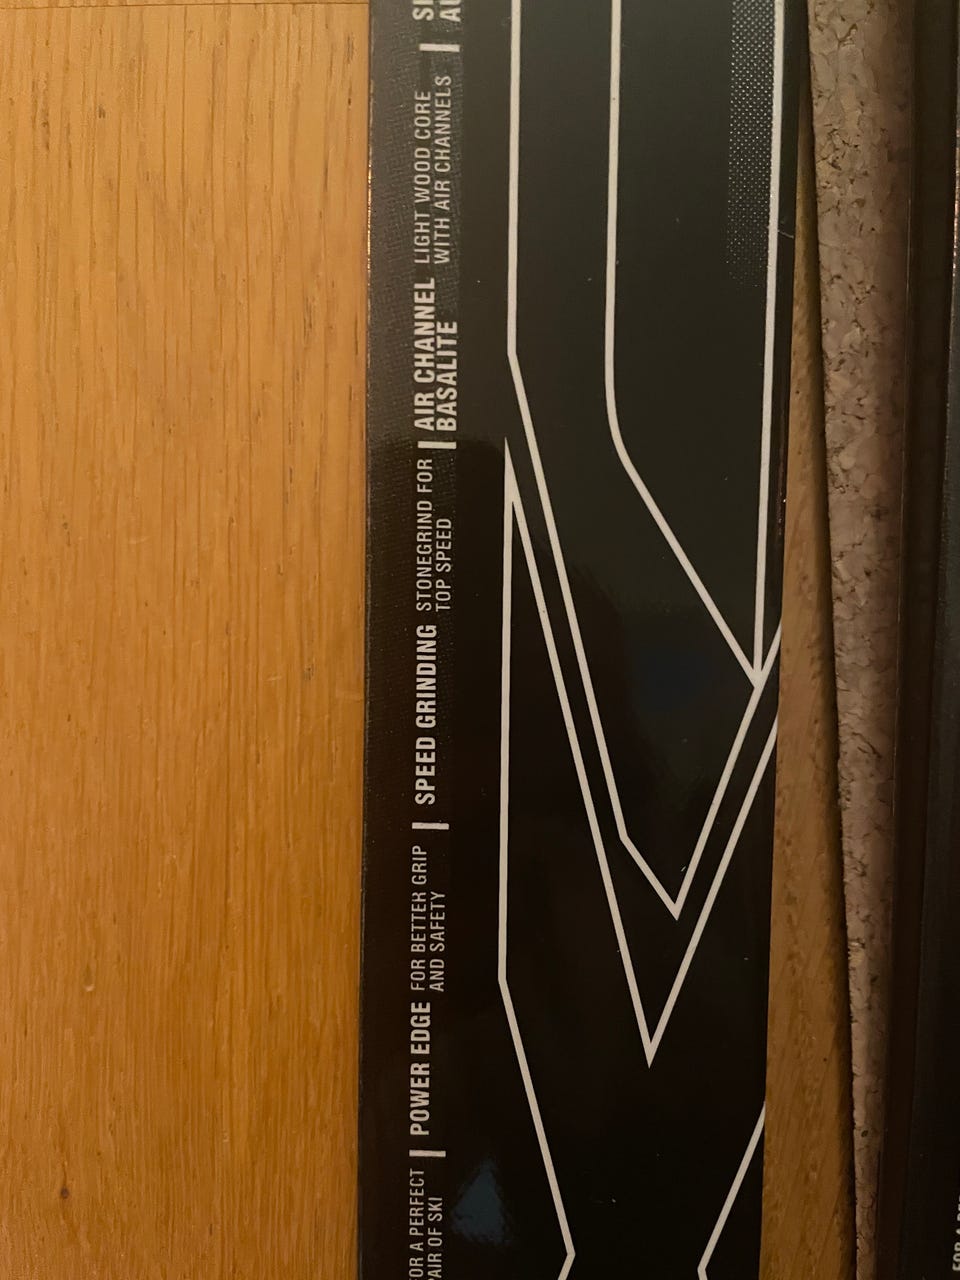 FOR A PERFECT
PAIR OF SKI
POWER EDGE FOR BETTER GRIP
AND SAFETY
SPEED GRINDING STONEGRIND FOR
TOP SPEED
AIR CHANNEL LIGHT WOOD CORE
BASALITE WITH AIR CHANNELS